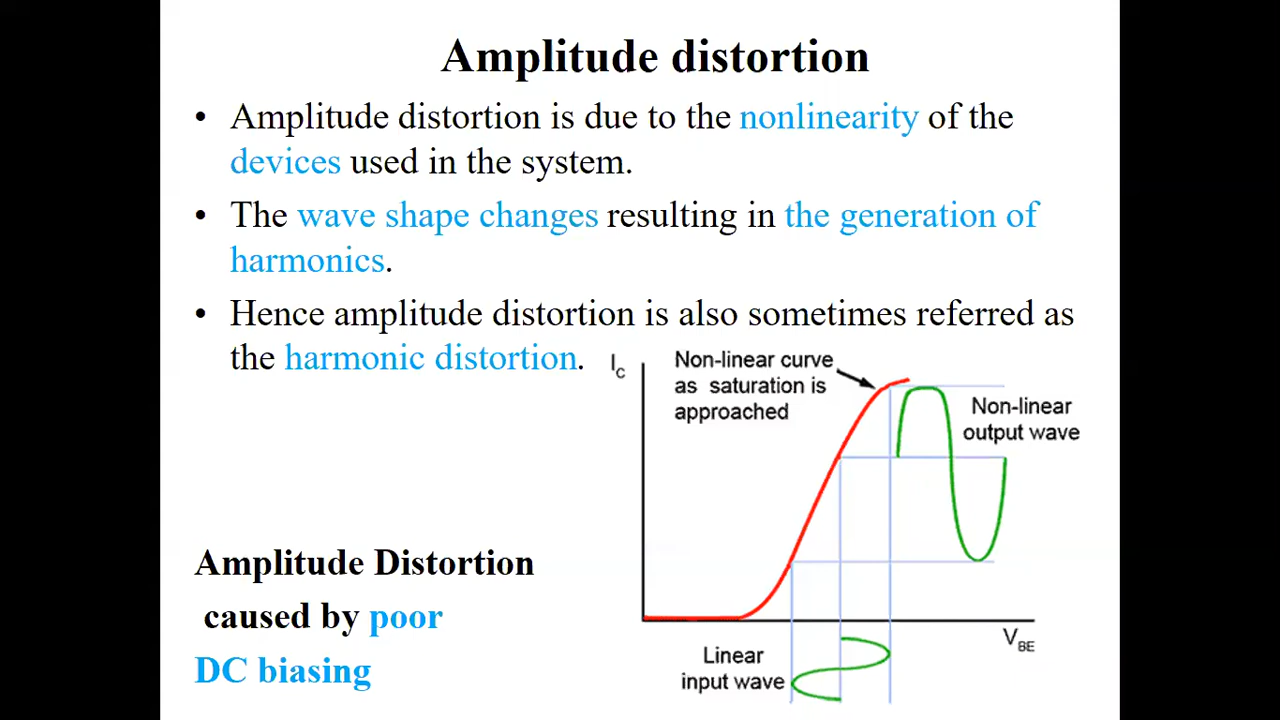 Amplitude distortion
• Amplitude distortion is due to the nonlinearity of the
devices used in the system.
• The wave shape changes resulting in the generation of
harmonics.
• Hence amplitude distortion is also sometimes referred as
the harmonic distortion.
IC
Non-linear curve
as saturation is
approached
Non-linear
output wave
Amplitude Distortion
caused by poor
DC biasing
VBE
Linear
input wave